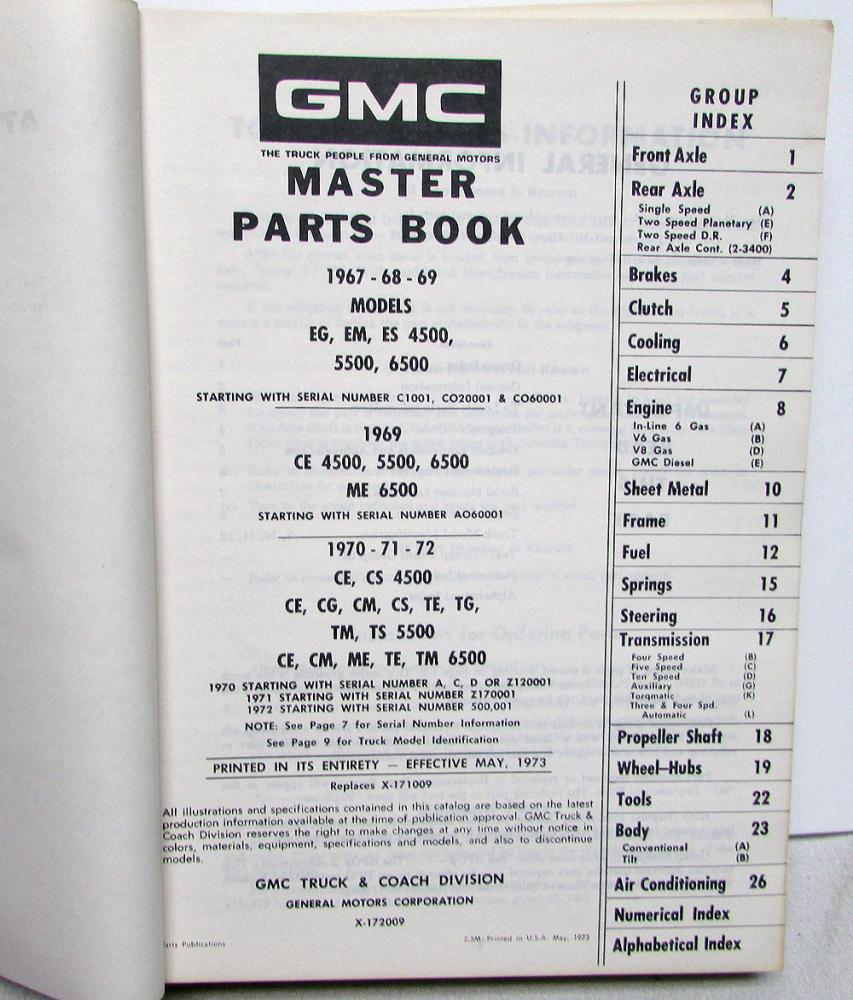 GMC
THE TRUCK PEOPLE FROM GENERAL MOTORS
MASTER
PARTS BOOK
1967 - 68 - 69
MODELS
EG, EM, ES 4500,
5500, 6500
STARTING WITH SERIAL NUMBER C1001, CO20001 & CO60001
1969
CE 4500, 5500, 6500
ME 6500
STARTING WITH SERIAL NUMBER AO60001
1970 - 71 - 72
CE, CS 4500
CE, CG, CM, CS, TE, TG,
TM, TS 5500
CE, CM, ME, TE, TM 6500
1970 STARTING WITH SERIAL NUMBER A, C, D OR Z120001
1971 STARTING WITH SERIAL NUMBER Z170001
1972 STARTING WITH SERIAL NUMBER 500,001
NOTE: See Page 7 for Serial Number Information
See Page 9 for Truck Model Identification
PRINTED IN ITS ENTIRETY — EFFECTIVE MAY, 1973
Replaces X-171009
All illustrations and specifications contained in this catalog are based on the latest
production information available at the time of publication approval. GMC Truck &
Coach Division reserves the right to make changes at any time without notice in
colors, materials, equipment, specifications and models, and also to discontinue
models.
GMC TRUCK & COACH DIVISION
GENERAL MOTORS CORPORATION
X-172009
arts Publications
5.5M Printed in U.S.A. May, 1973
GROUP
INDEX
Front Axle 1
Rear Axle 2
Single Speed (A)
Two Speed Planetary (E)
Two Speed D.R. (F)
Rear Axle Cont. (2-3400)
Brakes 4
Clutch 5
Cooling 6
Electrical 7
Engine 8
In-Line 6 Gas (A)
V6 Gas (B)
V8 Gas (D)
GMC Diesel (E)
Sheet Metal 10
Frame 11
Fuel 12
Springs 15
Steering 16
Transmission 17
Four Speed (B)
Five Speed (C)
Ten Speed (D)
Auxiliary (G)
Torqmatic (K)
Three & Four Spd.
Automatic (L)
Propeller Shaft 18
Wheel—Hubs 19
Tools 22
Body 23
Conventional (A)
Tilt (B)
Air Conditioning 26
Numerical Index
Alphabetical Index